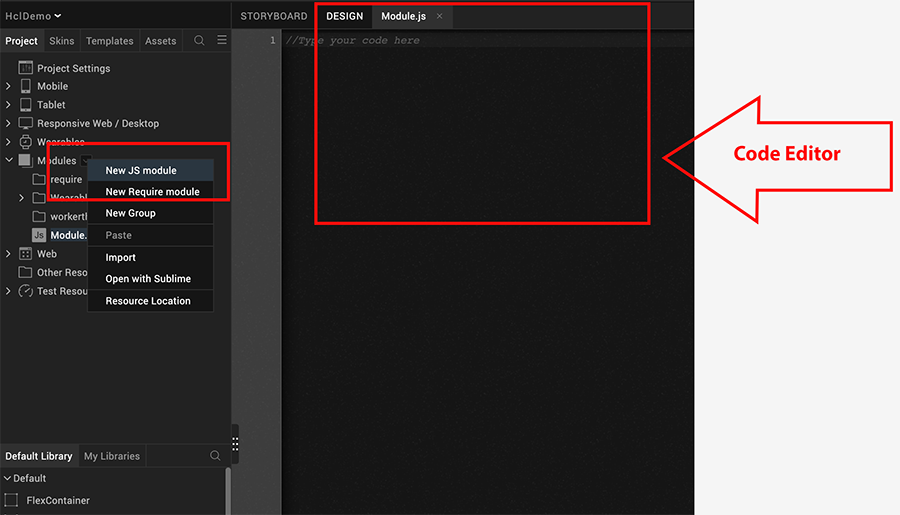 HclDemo
STORYBOARD DESIGN Module.js ×
Project Skins Templates Assets
1 //Type your code here
Project Settings
Mobile
Tablet
Responsive Web / Desktop
Wearables
Modules
require
workerth
Js Module.
Web
Other Reso
Test Resou
New JS module
New Require module
New Group
Paste
Import
Open with Sublime
Resource Location
Code Editor
Default Library My Libraries
Default
FlexContainer